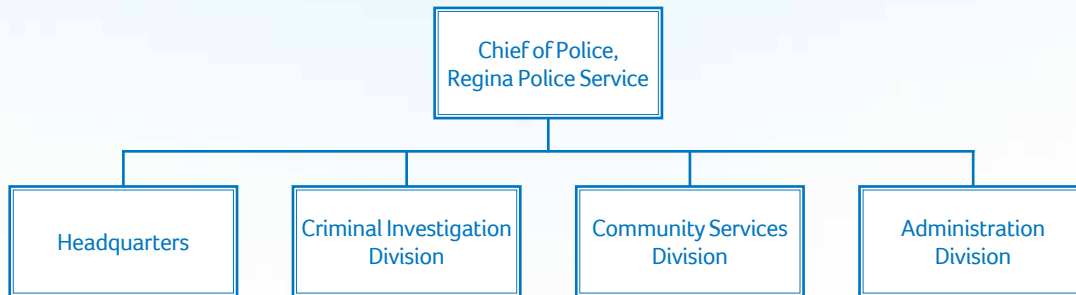 Chief of Police,
Regina Police Service
Headquarters
Criminal Investigation
Division
Community Services
Division
Administration
Division